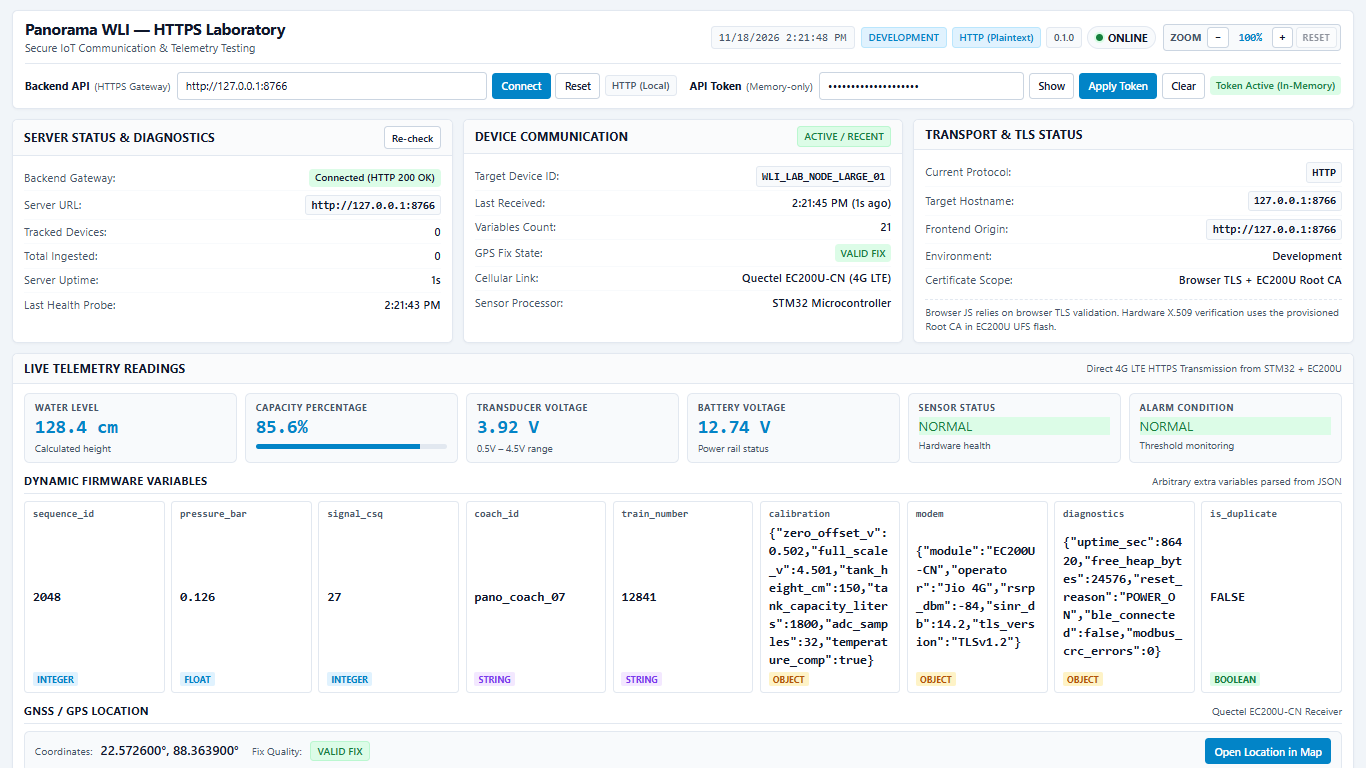 Panorama WLI — HTTPS Laboratory
Secure IoT Communication & Telemetry Testing
11/18/2026 2:21:48 PM
DEVELOPMENT
HTTP (Plaintext)
0.1.0
ONLINE
ZOOM − 100% + RESET
Backend API (HTTPS Gateway) http://127.0.0.1:8766 Connect Reset HTTP (Local)
API Token (Memory-only) •••••••••••••••••••• Show Apply Token Clear Token Active (In-Memory)
SERVER STATUS & DIAGNOSTICS Re-check
Backend Gateway: Connected (HTTP 200 OK)
Server URL: http://127.0.0.1:8766
Tracked Devices: 0
Total Ingested: 0
Server Uptime: 1s
Last Health Probe: 2:21:43 PM
DEVICE COMMUNICATION ACTIVE / RECENT
Target Device ID: WLI_LAB_NODE_LARGE_01
Last Received: 2:21:45 PM (1s ago)
Variables Count: 21
GPS Fix State: VALID FIX
Cellular Link: Quectel EC200U-CN (4G LTE)
Sensor Processor: STM32 Microcontroller
TRANSPORT & TLS STATUS
Current Protocol: HTTP
Target Hostname: 127.0.0.1:8766
Frontend Origin: http://127.0.0.1:8766
Environment: Development
Certificate Scope: Browser TLS + EC200U Root CA
Browser JS relies on browser TLS validation. Hardware X.509 verification uses the provisioned
Root CA in EC200U UFS flash.
LIVE TELEMETRY READINGS Direct 4G LTE HTTPS Transmission from STM32 + EC200U
WATER LEVEL
128.4 cm
Calculated height
CAPACITY PERCENTAGE
85.6%
TRANSDUCER VOLTAGE
3.92 V
0.5V – 4.5V range
BATTERY VOLTAGE
12.74 V
Power rail status
SENSOR STATUS
NORMAL
Hardware health
ALARM CONDITION
NORMAL
Threshold monitoring
DYNAMIC FIRMWARE VARIABLES Arbitrary extra variables parsed from JSON
sequence_id
2048
INTEGER
pressure_bar
0.126
FLOAT
signal_csq
27
INTEGER
coach_id
pano_coach_07
STRING
train_number
12841
STRING
calibration
{"zero_offset_v":
0.502,"full_scale
_v":4.501,"tank_h
eight_cm":150,"ta
nk_capacity_liter
s":1800,"adc_samp
les":32,"temperat
ure_comp":true}
OBJECT
modem
{"module":"EC200U
-CN","operato
r":"Jio 4G","rsrp
_dbm":-84,"sinr_d
b":14.2,"tls_vers
ion":"TLSv1.2"}
OBJECT
diagnostics
{"uptime_sec":864
20,"free_heap_byt
es":24576,"reset_
reason":"POWER_O
N","ble_connecte
d":false,"modbus_
crc_errors":0}
OBJECT
is_duplicate
FALSE
BOOLEAN
GNSS / GPS LOCATION Quectel EC200U-CN Receiver
Coordinates: 22.572600°, 88.363900° Fix Quality: VALID FIX Open Location in Map